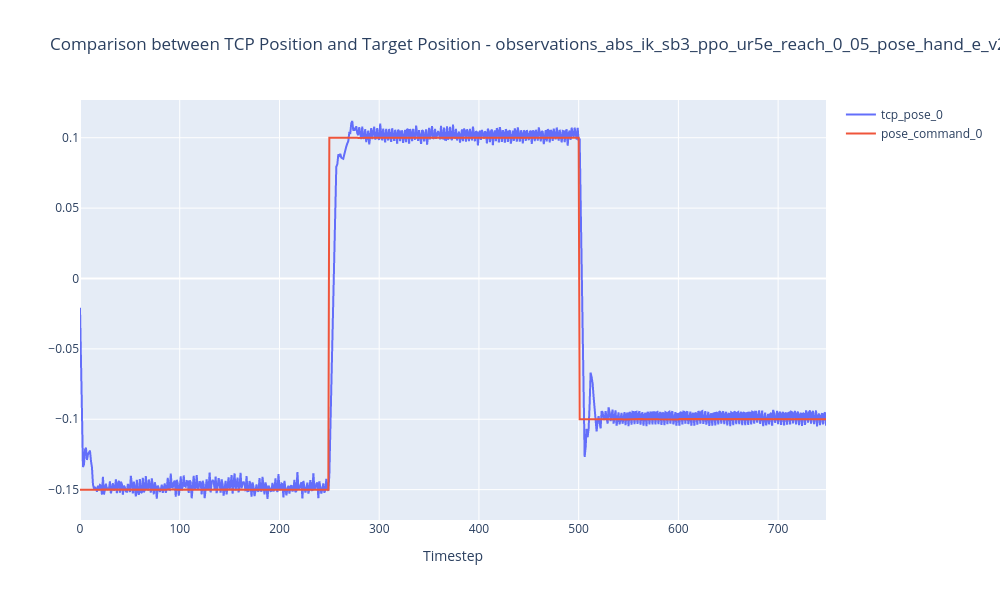 Comparison between TCP Position and Target Position - observations_abs_ik_sb3_ppo_ur5e_reach_0_05_pose_hand_e_v
tcp_pose_0
pose_command_0
0.1
0.05
0
−0.05
−0.1
−0.15
0 100 200 300 400 500 600 700
Timestep